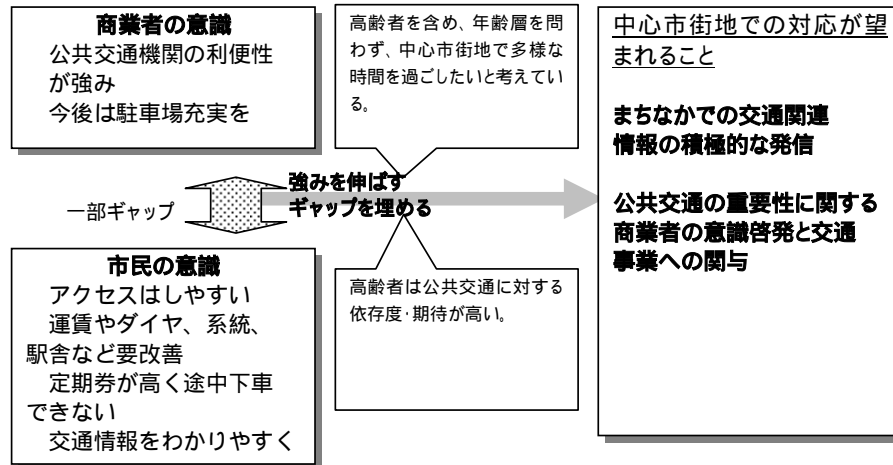 商業者の意識
公共交通機関の利便性
が強み
今後は駐車場充実を
一部ギャップ
市民の意識
アクセスはしやすい
運賃やダイヤ、系統、
駅舎など要改善
定期券が高く途中下車
できない
交通情報をわかりやすく
高齢者を含め、年齢層を問
わず、中心市街地で多様な
時間を過ごしたいと考えてい
る。
強みを伸ばす
ギャップを埋める
高齢者は公共交通に対する
依存度・期待が高い。
中心市街地での対応が望
まれること
まちなかでの交通関連
情報の積極的な発信
公共交通の重要性に関する
商業者の意識啓発と交通
事業への関与